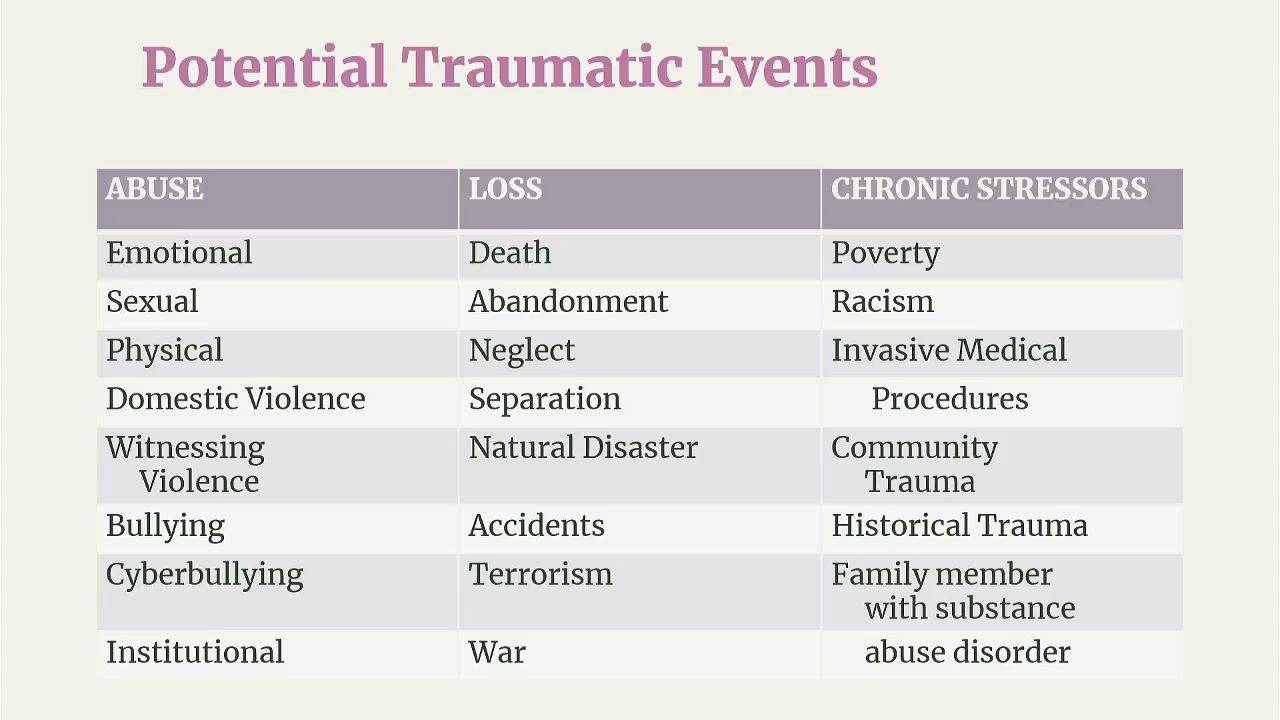 Potential Traumatic Events
ABUSE LOSS CHRONIC STRESSORS
Emotional Death Poverty
Sexual Abandonment Racism
Physical Neglect Invasive Medical
Domestic Violence Separation Procedures
Witnessing Natural Disaster Community
Violence Trauma
Bullying Accidents Historical Trauma
Cyberbullying Terrorism Family member
with substance
Institutional War abuse disorder